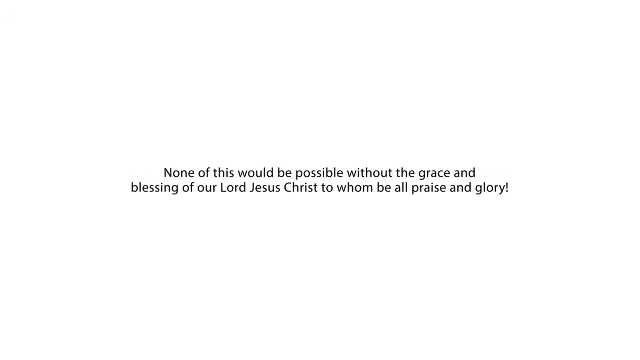 None of this would be possible without the grace and
blessing of our Lord Jesus Christ to whom be all praise and glory!